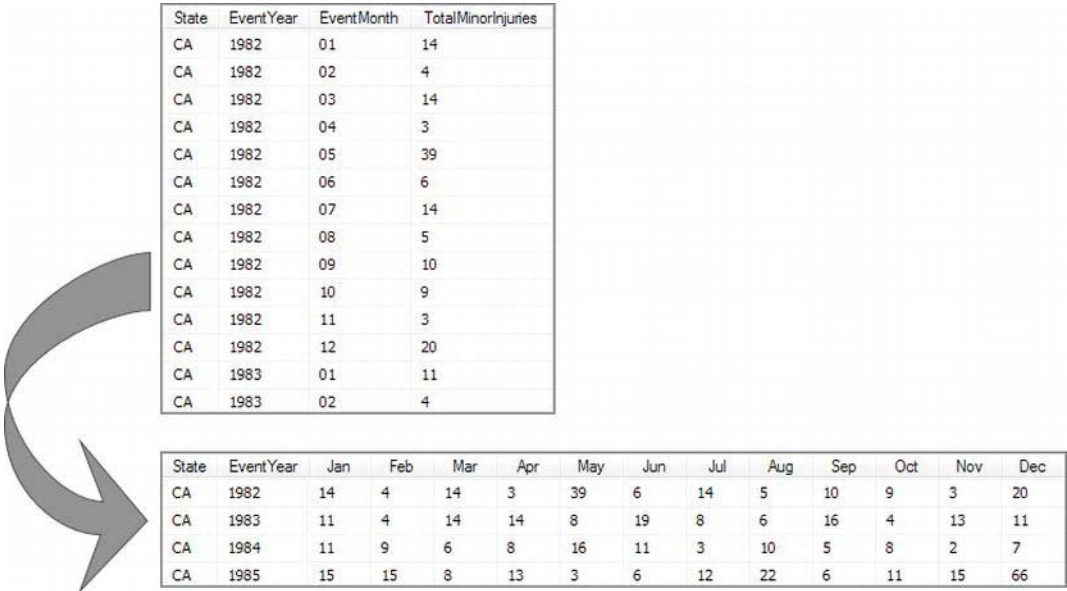 State EventYear EventMonth TotalMinorInjuries
CA 1982 01 14
CA 1982 02 4
CA 1982 03 14
CA 1982 04 3
CA 1982 05 39
CA 1982 06 6
CA 1982 07 14
CA 1982 08 5
CA 1982 09 10
CA 1982 10 9
CA 1982 11 3
CA 1982 12 20
CA 1983 01 11
CA 1983 02 4
State EventYear Jan Feb Mar Apr May Jun Jul Aug Sep Oct Nov Dec
CA 1982 14 4 14 3 39 6 14 5 10 9 3 20
CA 1983 11 4 14 14 8 19 8 6 16 4 13 11
CA 1984 11 9 6 8 16 11 3 10 5 8 2 7
CA 1985 15 15 8 13 3 6 12 22 6 11 15 66